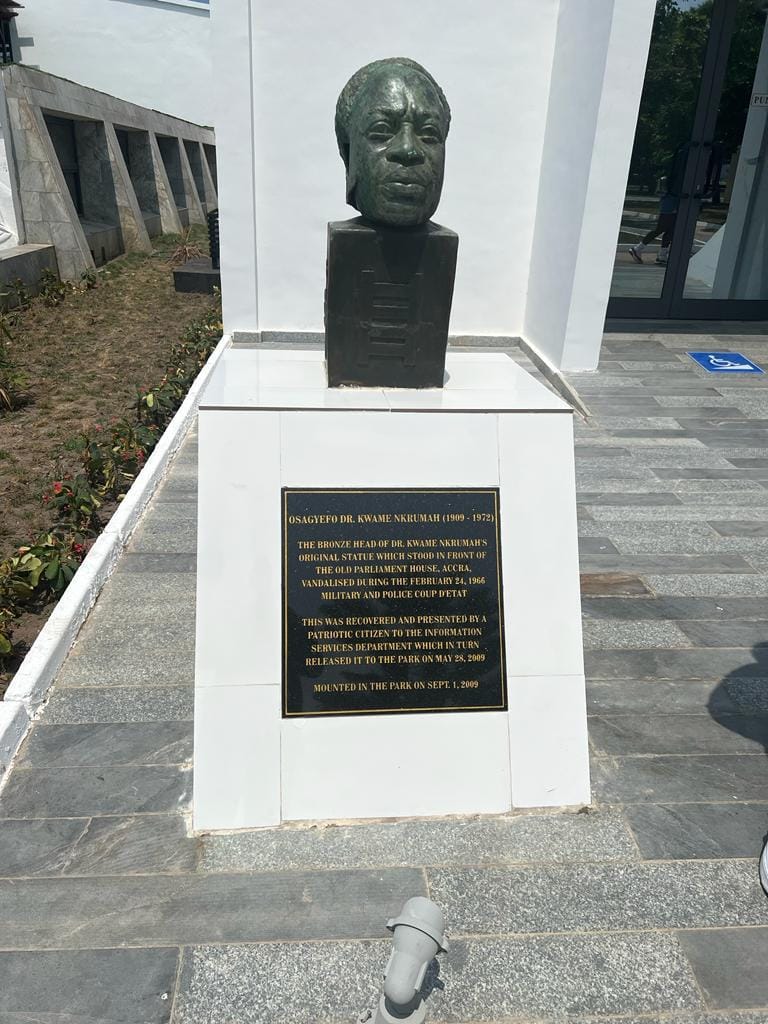 OSAGYEFO DR. KWAME NKRUMAH (1909 - 1972)
THE BRONZE HEAD OF DR. KWAME NKRUMAH'S
ORIGINAL STATUE WHICH STOOD IN FRONT OF
THE OLD PARLIAMENT HOUSE, ACCRA,
VANDALISED DURING THE FEBRUARY 24, 1966
MILITARY AND POLICE COUP D'ETAT
THIS WAS RECOVERED AND PRESENTED BY A
PATRIOTIC CITIZEN TO THE INFORMATION
SERVICES DEPARTMENT WHICH IN TURN
RELEASED IT TO THE PARK ON MAY 28, 2009
MOUNTED IN THE PARK ON SEPT. 1, 2009